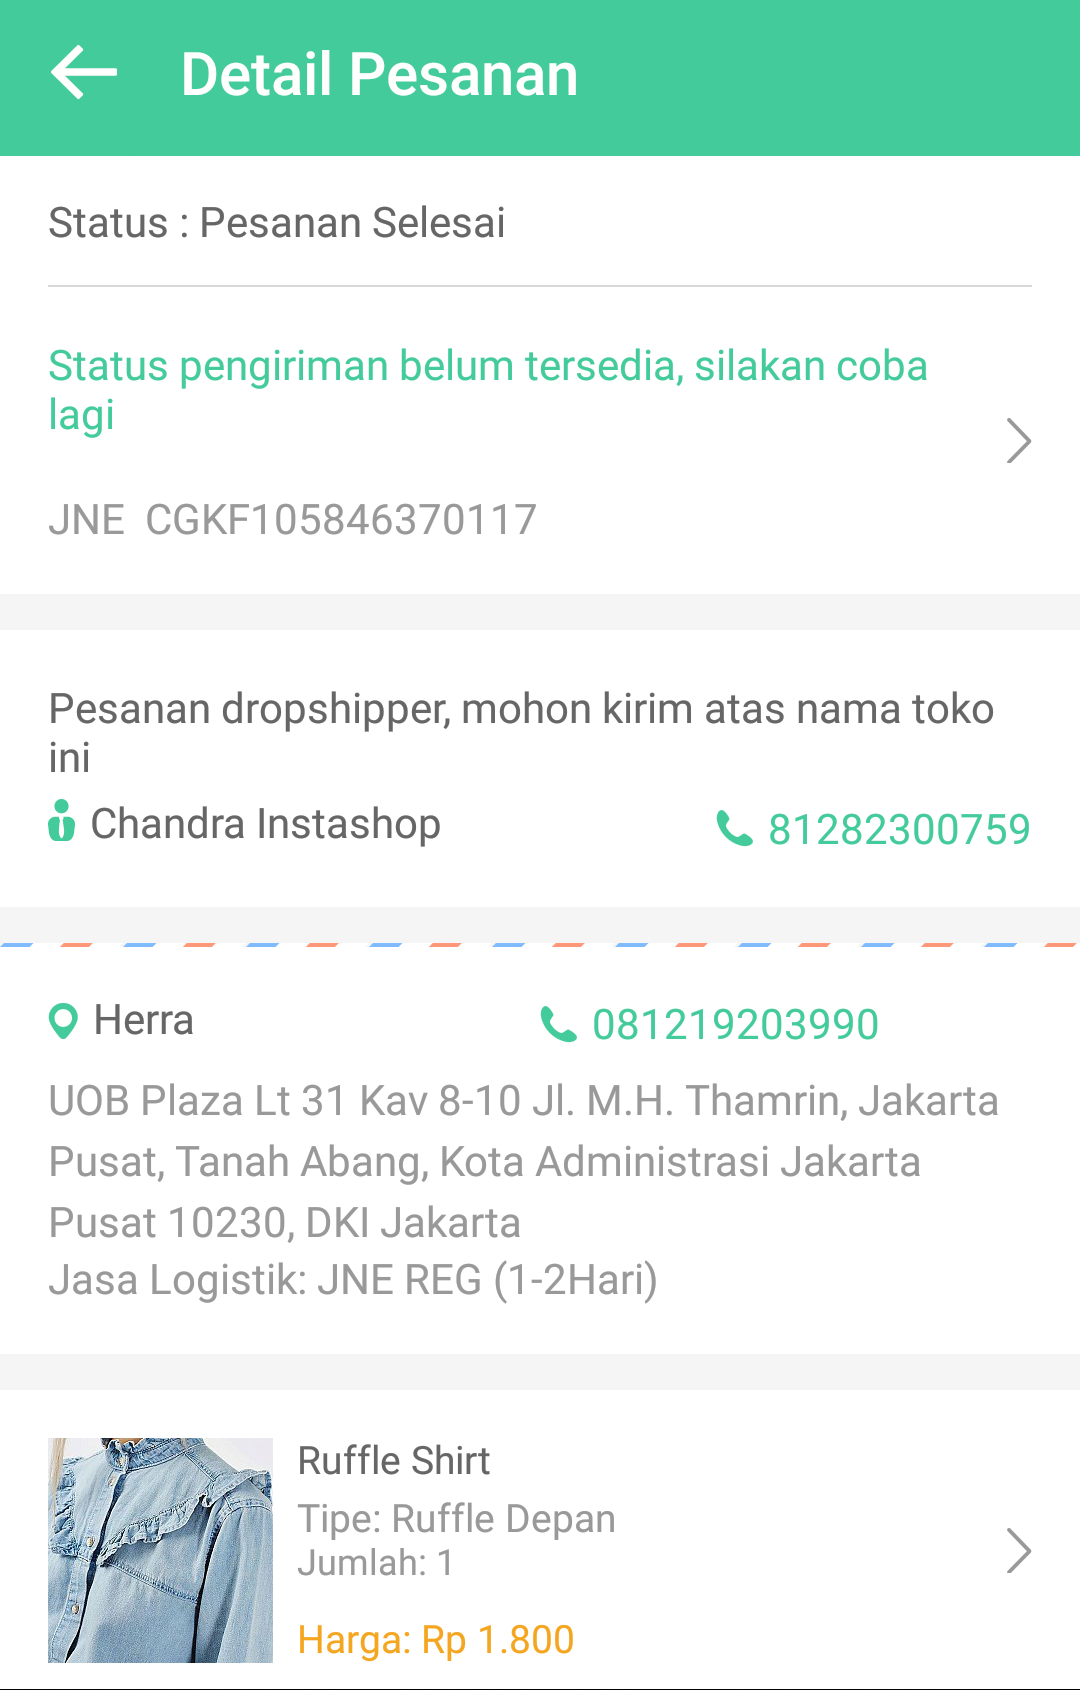 Detail Pesanan
Status : Pesanan Selesai
Status pengiriman belum tersedia, silakan coba
lagi
JNE  CGKF105846370117
Pesanan dropshipper, mohon kirim atas nama toko
ini
Chandra Instashop
81282300759
Herra
081219203990
UOB Plaza Lt 31 Kav 8-10 Jl. M.H. Thamrin, Jakarta
Pusat, Tanah Abang, Kota Administrasi Jakarta
Pusat 10230, DKI Jakarta
Jasa Logistik: JNE REG (1-2Hari)
Ruffle Shirt
Tipe: Ruffle Depan
Jumlah: 1
Harga: Rp 1.800